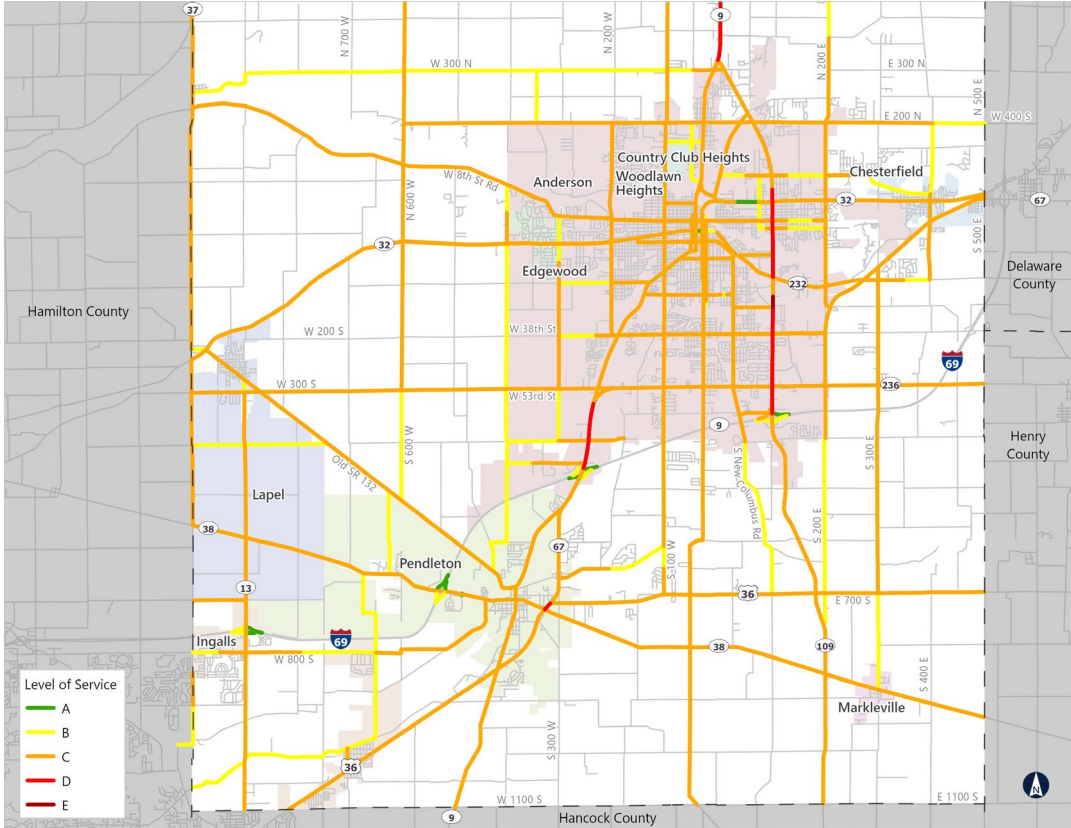 37
9
N 700 W
N 200 W
N 200 E
W 300 N
E 300 N
N 500 E
E 200 N
W 400 S
Country Club Heights
Woodlawn
Heights
Anderson
Chesterfield
W 8th St Rd
N 600 W
32
67
32
S 500 E
Edgewood
232
Delaware
County
Hamilton County
W 200 S
W 38th St
69
W 300 S
W 53rd St
236
9
S 600 W
S New Columbus Rd
S 300 E
Henry
County
Old SR 132
Lapel
38
67
S 200 E
S 100 W
Pendleton
13
36
E 700 S
Ingalls
69
W 800 S
38
109
S 400 E
Level of Service
A
B
C
D
E
Markleville
S 300 W
36
W 1100 S
E 1100 S
9
Hancock County
N